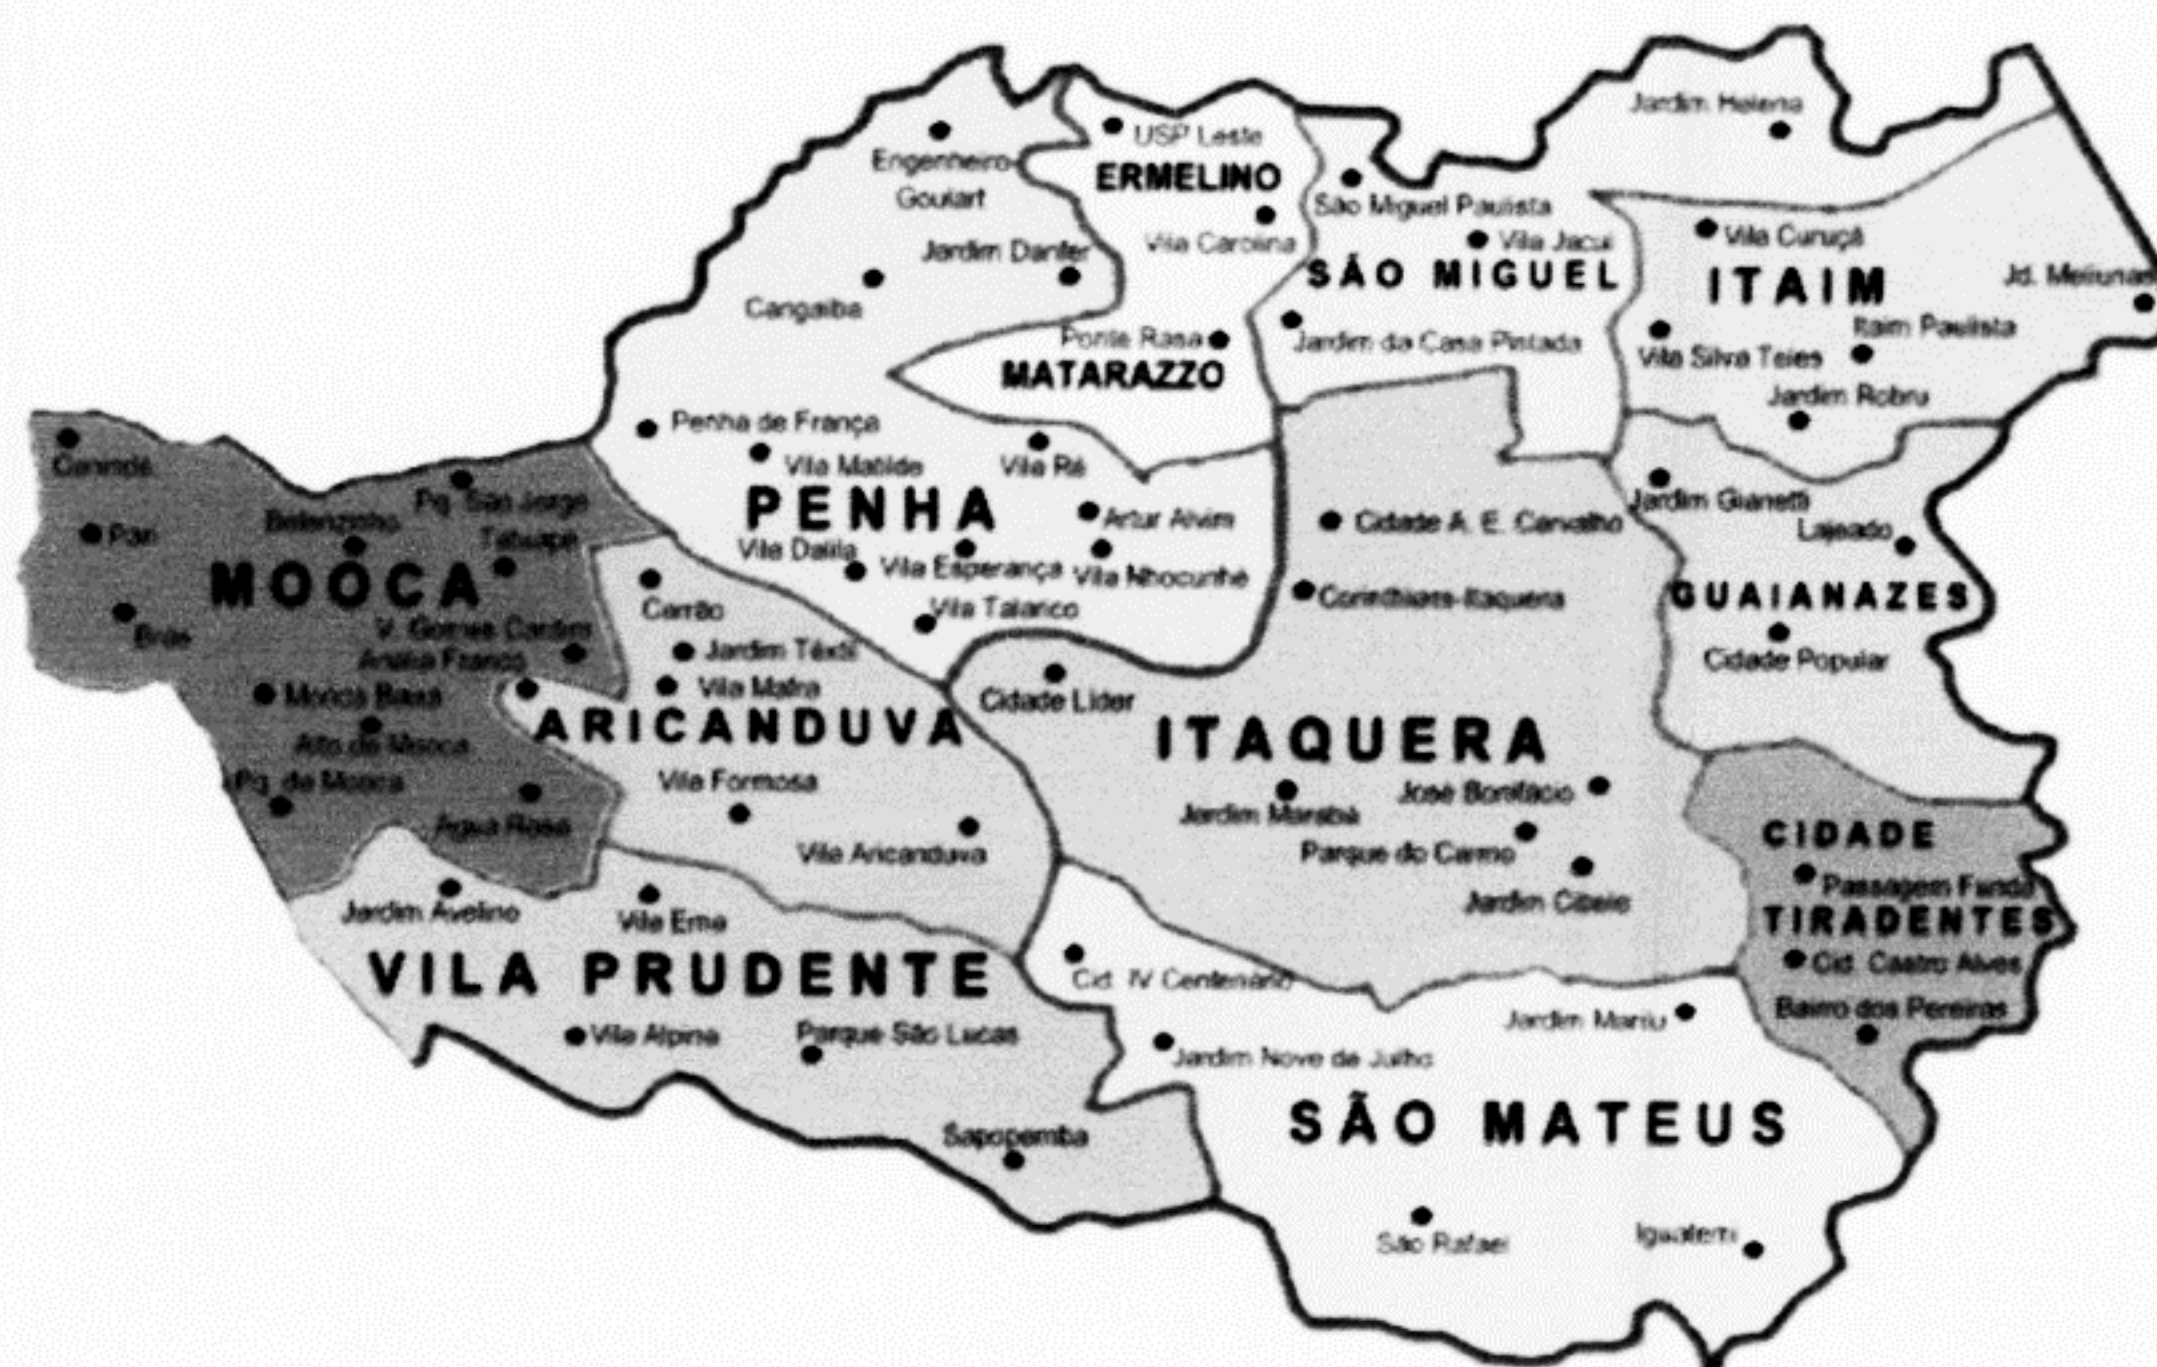 Jardim Helena
USP Leste
Engenheiro
Goulart
ERMELINO
São Miguel Paulista
Vila Carolina
Vila Jacuí
Vila Curuçá
Jardim Danfer
SÃO MIGUEL
ITAIM
Cangaíba
Ponte Rasa
Jardim da Casa Pintada
Itaim Paulista
Vila Silva Teles
MATARAZZO
Jardim Robru
Penha de França
Vila Matilde
Vila Ré
Canindé
Pq. São Jorge
PENHA
Artur Alvim
Cidade A. E. Carvalho
Jardim Gianetti
Lajeado
Belenzinho
Pari
Tatuapé
Vila Dalila
Vila Esperança
Vila Nhocunhé
MOOCA
Carrão
Corinthians-Itaquera
GUAIANAZES
Brás
V. Gomes Cardim
Vila Talarico
Anália Franco
Jardim Têxtil
Cidade Popular
Mooca Baixa
Vila Mafra
Cidade Líder
ARICANDUVA
ITAQUERA
Alto da Mooca
Pq. da Mooca
Vila Formosa
José Bonifácio
Jardim Marabá
Água Rasa
Vila Aricanduva
Parque do Carmo
CIDADE
Passagem Funda
Jardim Cibele
TIRADENTES
Jardim Avelino
Vila Ema
Cid. Castro Alves
VILA PRUDENTE
Cid. IV Centenário
Bairro dos Pereiras
Vila Alpina
Parque São Lucas
Jardim Nove de Julho
SÃO MATEUS
Sapopemba
São Rafael
Iguatemi